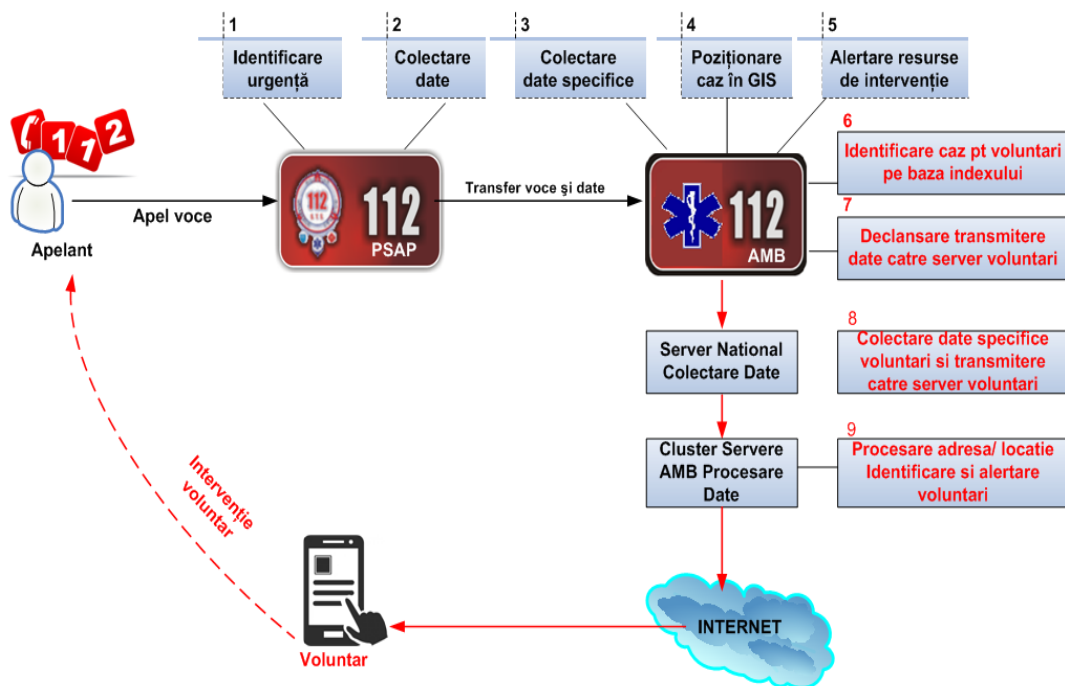 1
Identificare
urgență
2
Colectare
date
3
Colectare
date specifice
4
Poziționare
caz în GIS
5
Alertare resurse
de intervenție
112
Apelant
Apel voce
112
112
PSAP
Transfer voce și date
112
AMB
6
Identificare caz pt voluntari
pe baza indexului
7
Declansare transmitere
date catre server voluntari
Server National
Colectare Date
8
Colectare date specifice
voluntari si transmitere
catre server voluntari
Cluster Servere
AMB Procesare
Date
9
Procesare adresa/ locatie
Identificare si alertare
voluntari
Intervenție
voluntar
INTERNET
Voluntar